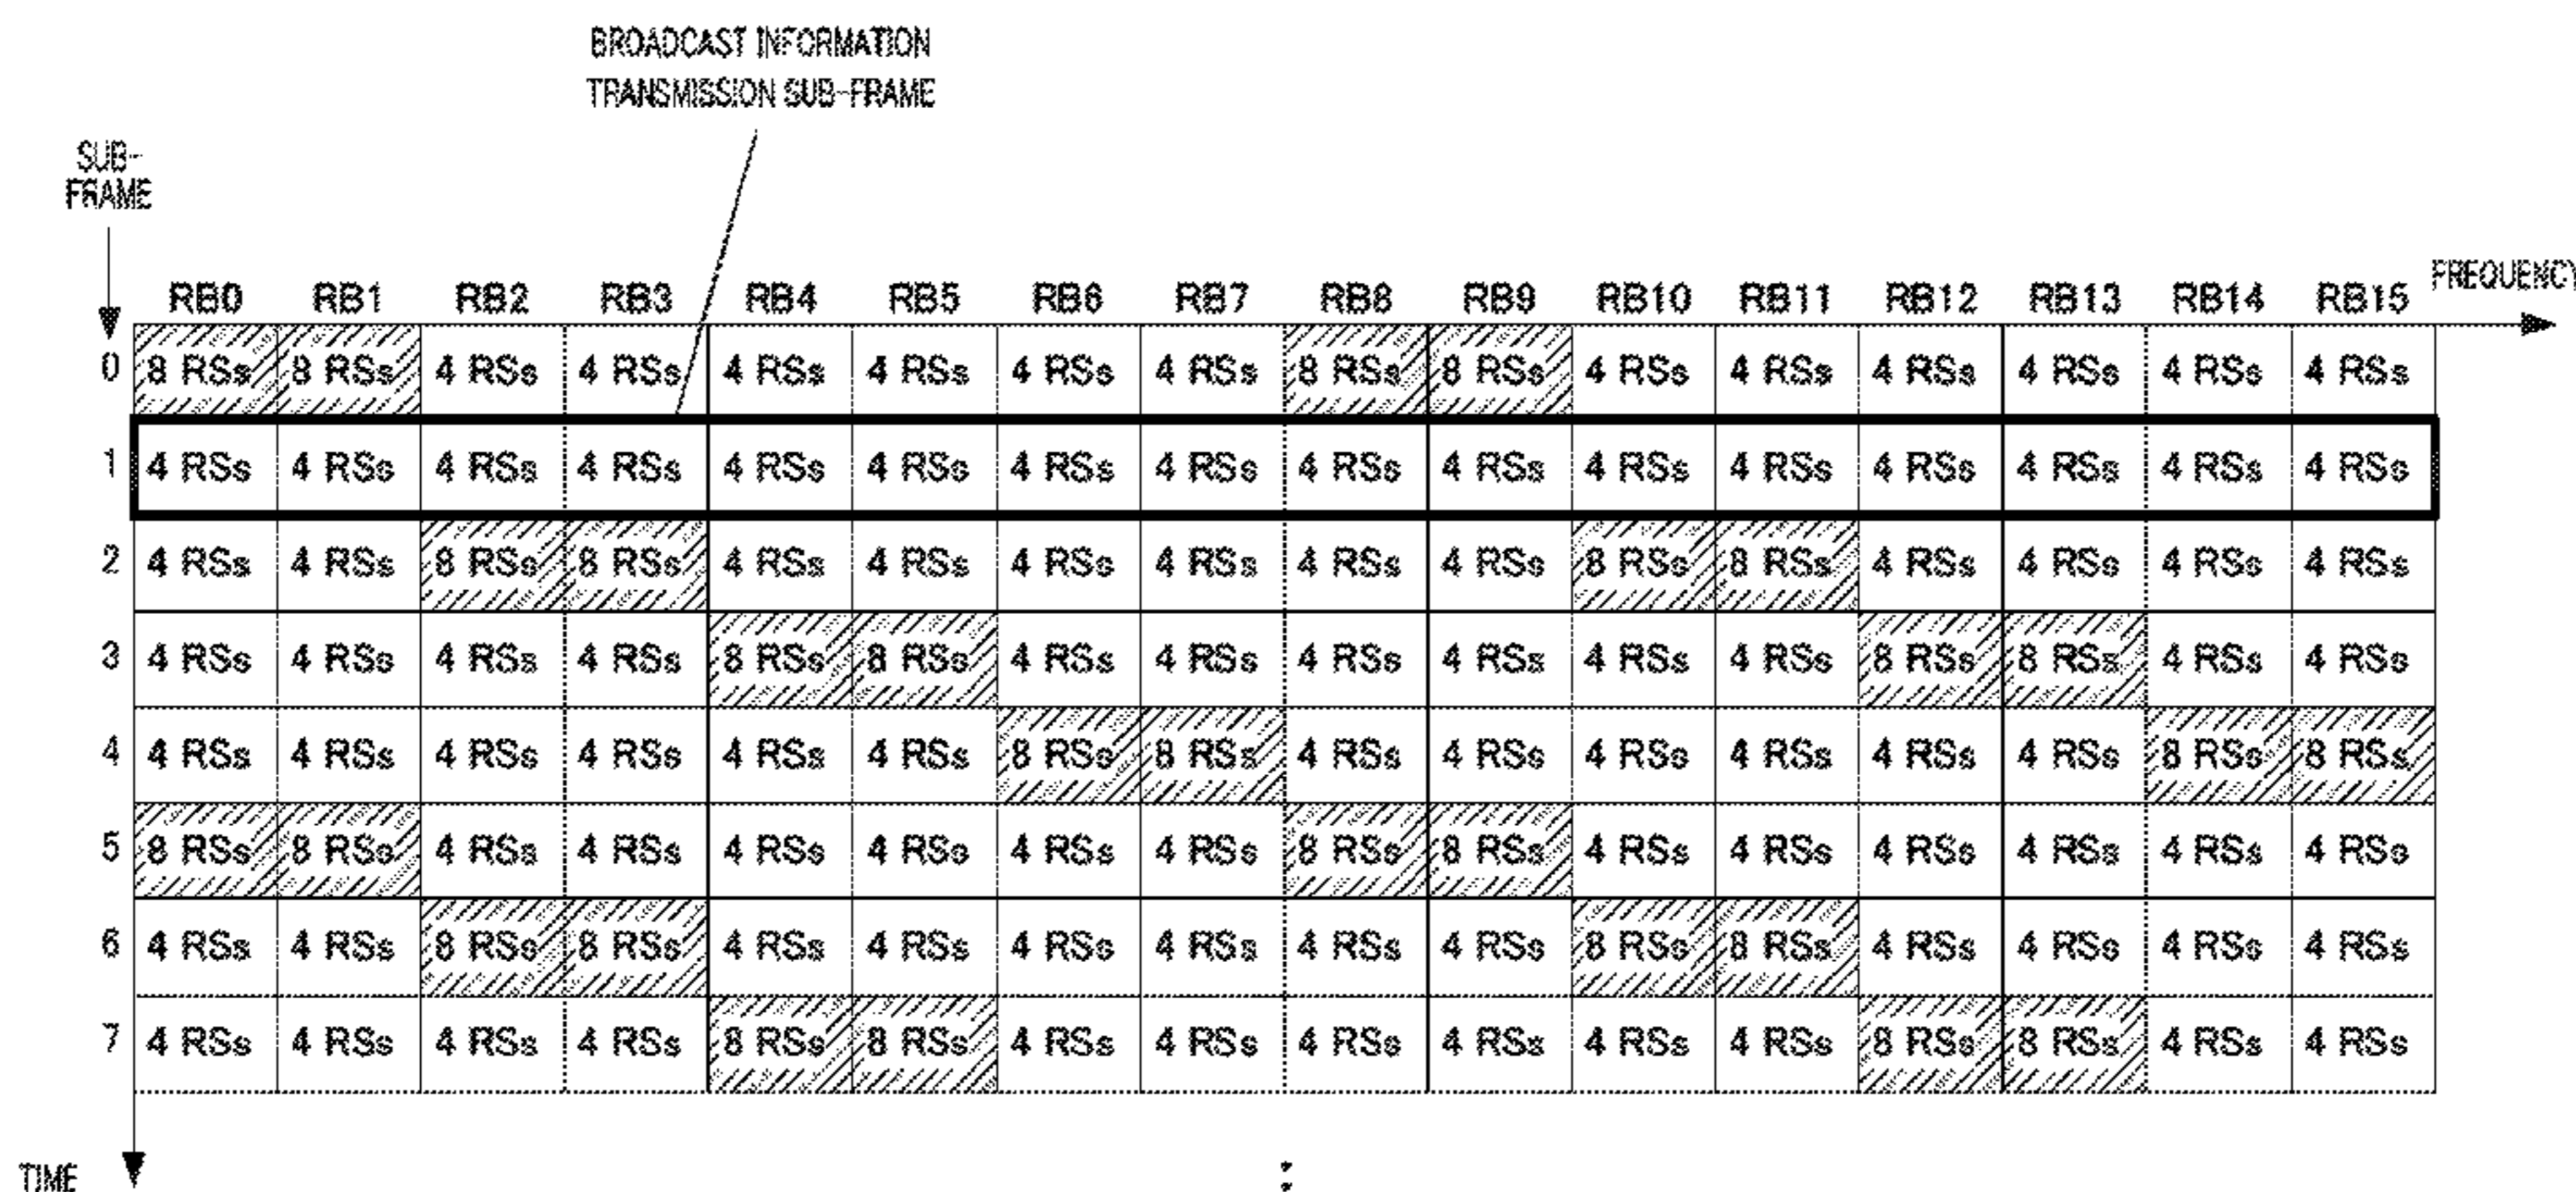 BROADCAST INFORMATION
TRANSMISSION SUB-FRAME
SUB-
FRAME
RB0 RB1 RB2 RB3 RB4 RB5 RB6 RB7 RB8 RB9 RB10 RB11 RB12 RB13 RB14 RB15 FREQUENCY
0 8 RSs 8 RSs 4 RSs 4 RSs 4 RSs 4 RSs 4 RSs 4 RSs 8 RSs 8 RSs 4 RSs 4 RSs 4 RSs 4 RSs 4 RSs 4 RSs
1 4 RSs 4 RSs 4 RSs 4 RSs 4 RSs 4 RSs 4 RSs 4 RSs 4 RSs 4 RSs 4 RSs 4 RSs 4 RSs 4 RSs 4 RSs 4 RSs
2 4 RSs 4 RSs 8 RSs 8 RSs 4 RSs 4 RSs 4 RSs 4 RSs 4 RSs 4 RSs 8 RSs 8 RSs 4 RSs 4 RSs 4 RSs 4 RSs
3 4 RSs 4 RSs 4 RSs 4 RSs 8 RSs 8 RSs 4 RSs 4 RSs 4 RSs 4 RSs 4 RSs 4 RSs 8 RSs 8 RSs 4 RSs 4 RSs
4 4 RSs 4 RSs 4 RSs 4 RSs 4 RSs 4 RSs 8 RSs 8 RSs 4 RSs 4 RSs 4 RSs 4 RSs 4 RSs 4 RSs 8 RSs 8 RSs
5 8 RSs 8 RSs 4 RSs 4 RSs 4 RSs 4 RSs 4 RSs 4 RSs 8 RSs 8 RSs 4 RSs 4 RSs 4 RSs 4 RSs 4 RSs 4 RSs
6 4 RSs 4 RSs 8 RSs 8 RSs 4 RSs 4 RSs 4 RSs 4 RSs 4 RSs 4 RSs 8 RSs 8 RSs 4 RSs 4 RSs 4 RSs 4 RSs
7 4 RSs 4 RSs 4 RSs 4 RSs 8 RSs 8 RSs 4 RSs 4 RSs 4 RSs 4 RSs 4 RSs 4 RSs 8 RSs 8 RSs 4 RSs 4 RSs
TIME